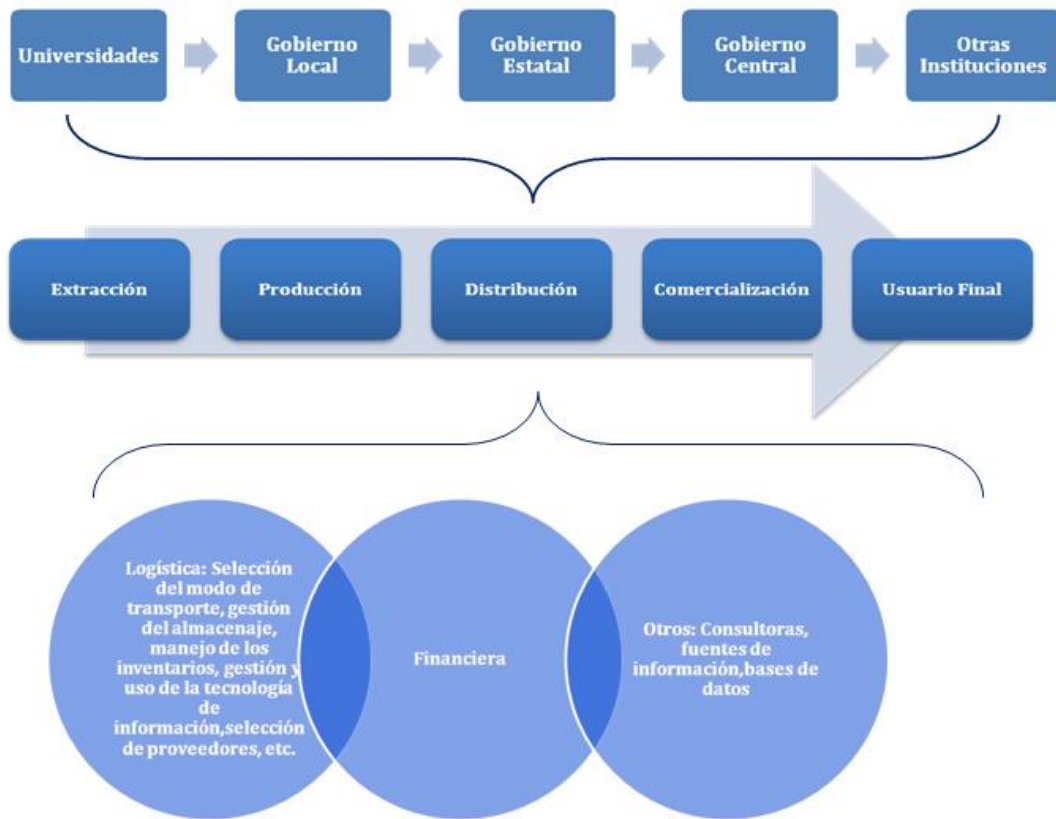 Universidades
Gobierno
Local
Gobierno
Estatal
Gobierno
Central
Otras
Instituciones
Extracción
Producción
Distribución
Comercialización
Usuario Final
Logística: Selección
del modo de
transporte, gestión
del almacenaje,
manejo de los
inventarios, gestión y
uso de la tecnología
de
información,selección
de proveedores, etc.
Financiera
Otros: Consultoras,
fuentes de
información,bases de
datos